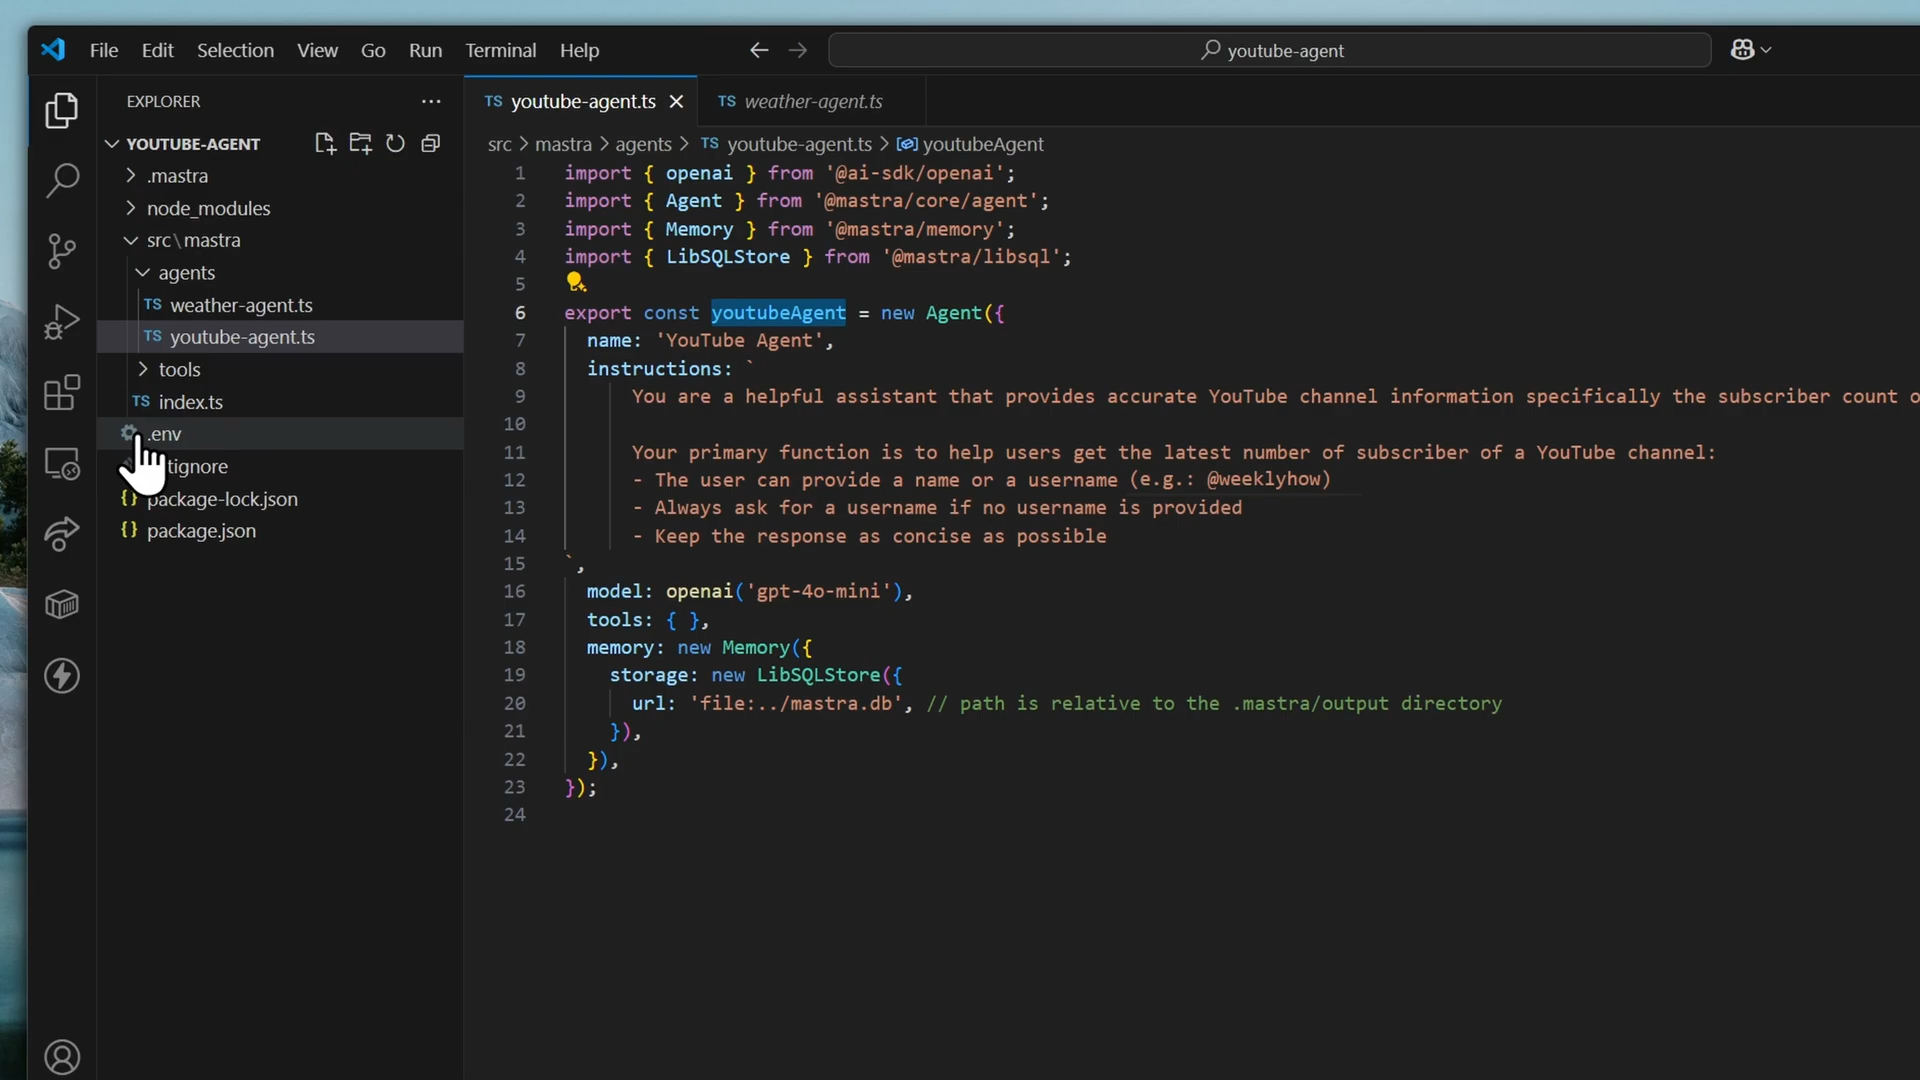 File Edit Selection View Go Run Terminal Help
youtube-agent
EXPLORER
YOUTUBE-AGENT
.mastra
node_modules
src\mastra
agents
TS weather-agent.ts
TS youtube-agent.ts
tools
TS index.ts
.env
tignore
{} package-lock.json
{} package.json
TS youtube-agent.ts
TS weather-agent.ts
src > mastra > agents > TS youtube-agent.ts > youtubeAgent
1 import { openai } from '@ai-sdk/openai';
2 import { Agent } from '@mastra/core/agent';
3 import { Memory } from '@mastra/memory';
4 import { LibSQLStore } from '@mastra/libsql';
5
6 export const youtubeAgent = new Agent({
7 name: 'YouTube Agent',
8 instructions: `
9 You are a helpful assistant that provides accurate YouTube channel information specifically the subscriber count o
10
11 Your primary function is to help users get the latest number of subscriber of a YouTube channel:
12 - The user can provide a name or a username (e.g.: @weeklyhow)
13 - Always ask for a username if no username is provided
14 - Keep the response as concise as possible
15 `,
16 model: openai('gpt-4o-mini'),
17 tools: { },
18 memory: new Memory({
19 storage: new LibSQLStore({
20 url: 'file:../mastra.db', // path is relative to the .mastra/output directory
21 }),
22 }),
23 });
24